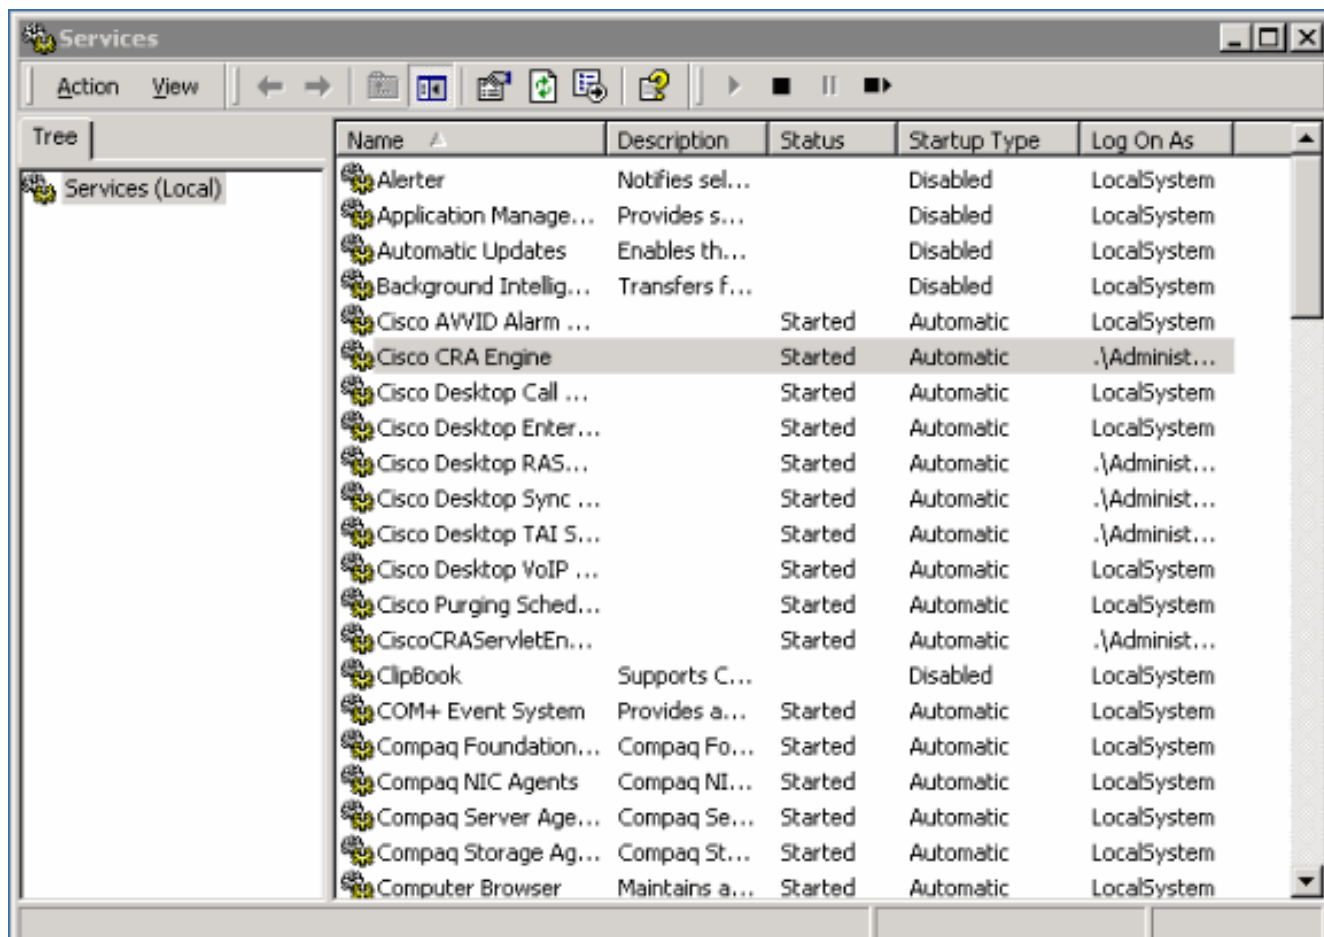 Services
Action View
Tree
Services (Local)
Name Description Status Startup Type Log On As
Alerter Notifies sel... Disabled LocalSystem
Application Manage... Provides s... Disabled LocalSystem
Automatic Updates Enables th... Disabled LocalSystem
Background Intellig... Transfers f... Disabled LocalSystem
Cisco AVVID Alarm ... Started Automatic LocalSystem
Cisco CRA Engine Started Automatic .\Administ...
Cisco Desktop Call ... Started Automatic LocalSystem
Cisco Desktop Enter... Started Automatic LocalSystem
Cisco Desktop RAS... Started Automatic .\Administ...
Cisco Desktop Sync ... Started Automatic .\Administ...
Cisco Desktop TAI S... Started Automatic .\Administ...
Cisco Desktop VoIP ... Started Automatic LocalSystem
Cisco Purging Sched... Started Automatic LocalSystem
CiscoCRAServletEn... Started Automatic .\Administ...
ClipBook Supports C... Disabled LocalSystem
COM+ Event System Provides a... Started Automatic LocalSystem
Compaq Foundation... Compaq Fo... Started Automatic LocalSystem
Compaq NIC Agents Compaq NI... Started Automatic LocalSystem
Compaq Server Age... Compaq Se... Started Automatic LocalSystem
Compaq Storage Ag... Compaq St... Started Automatic LocalSystem
Computer Browser Maintains a... Started Automatic LocalSystem